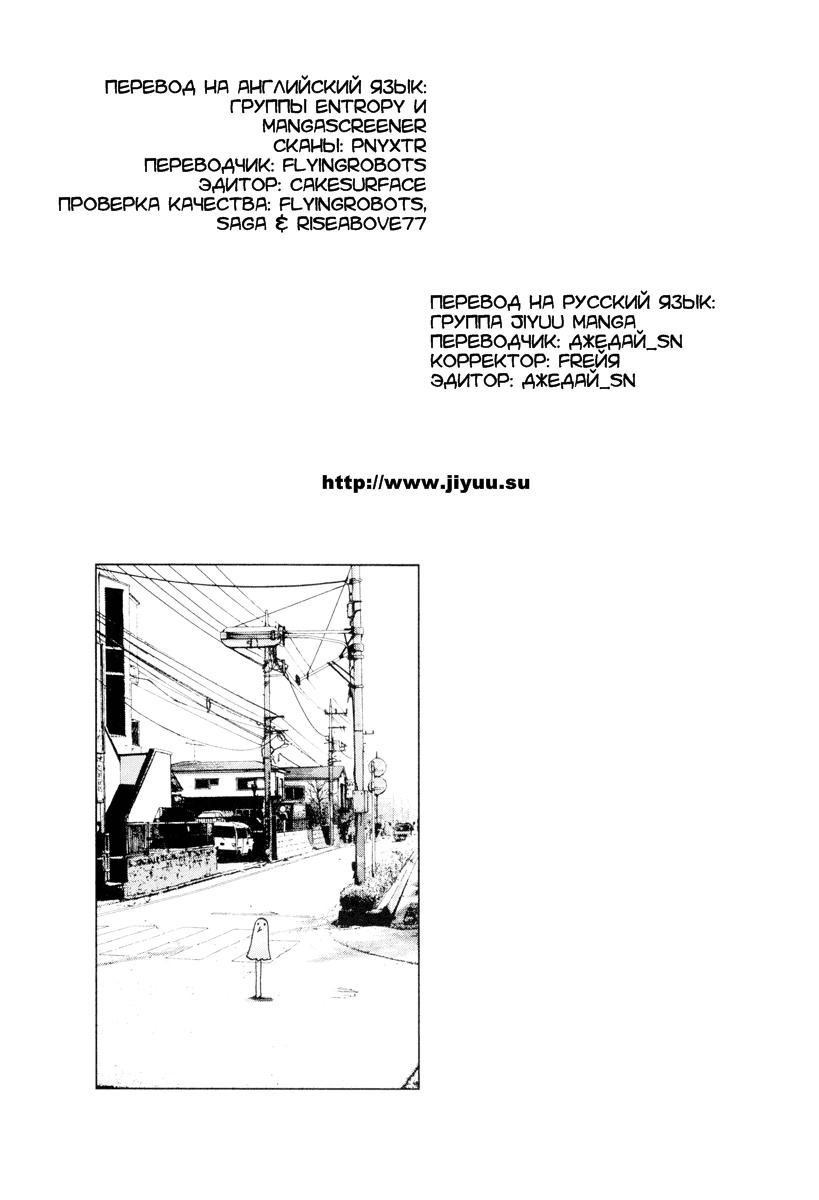 ПЕРЕВОД НА АНГЛИЙСКИЙ ЯЗЫК:
ГРУППЫ ENTROPY И
MANGASCREENER
СКАНЫ: PNYXTR
ПЕРЕВОДЧИК: FLYINGROBOTS
ЭДИТОР: CAKESURFACE
ПРОВЕРКА КАЧЕСТВА: FLYINGROBOTS,
SAGA & RISEABOVE77
ПЕРЕВОД НА РУССКИЙ ЯЗЫК:
ГРУППА JIYUU MANGA
ПЕРЕВОДЧИК: ДЖЕДАЙ_SN
КОРРЕКТОР: FRЕЙЯ
ЭДИТОР: ДЖЕДАЙ_SN
http://www.jiyuu.su